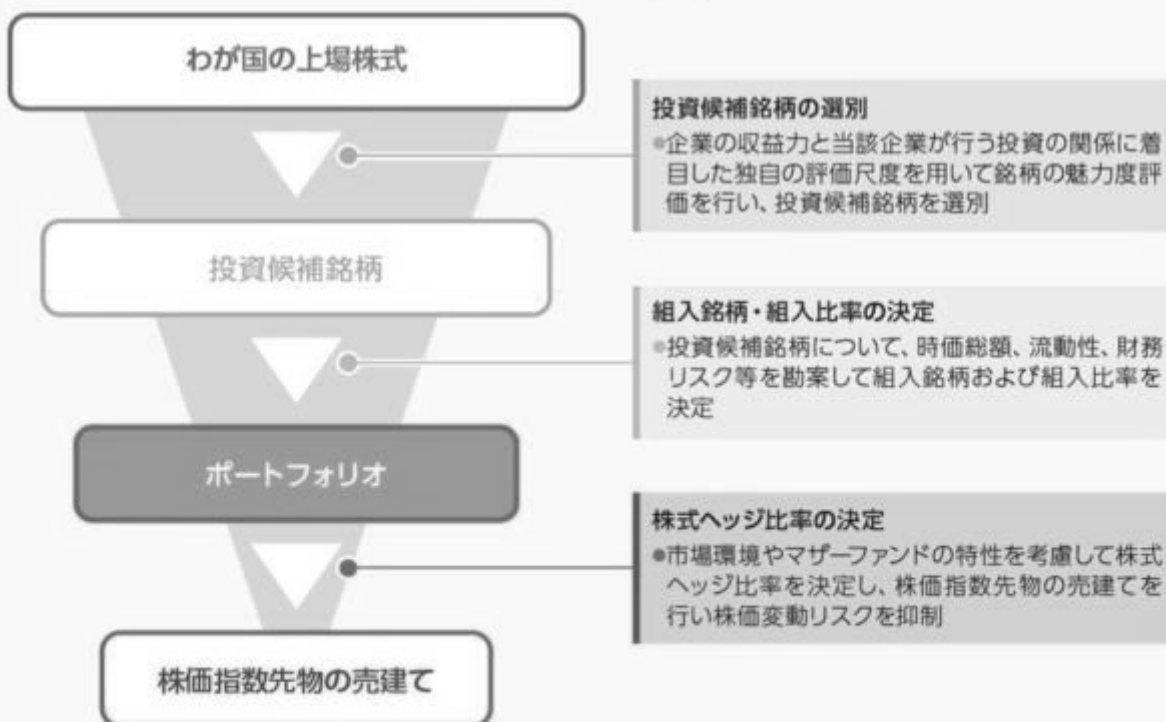 わが国の上場株式
投資候補銘柄の選別
●企業の収益力と当該企業が行う投資の関係に着
目した独自の評価尺度を用いて銘柄の魅力度評
価を行い、投資候補銘柄を選別
投資候補銘柄
組入銘柄・組入比率の決定
●投資候補銘柄について、時価総額、流動性、財務
リスク等を勘案して組入銘柄および組入比率を
決定
ポートフォリオ
株式ヘッジ比率の決定
●市場環境やマザーファンドの特性を考慮して株式
ヘッジ比率を決定し、株価指数先物の売建てを
行い株価変動リスクを抑制
株価指数先物の売建て